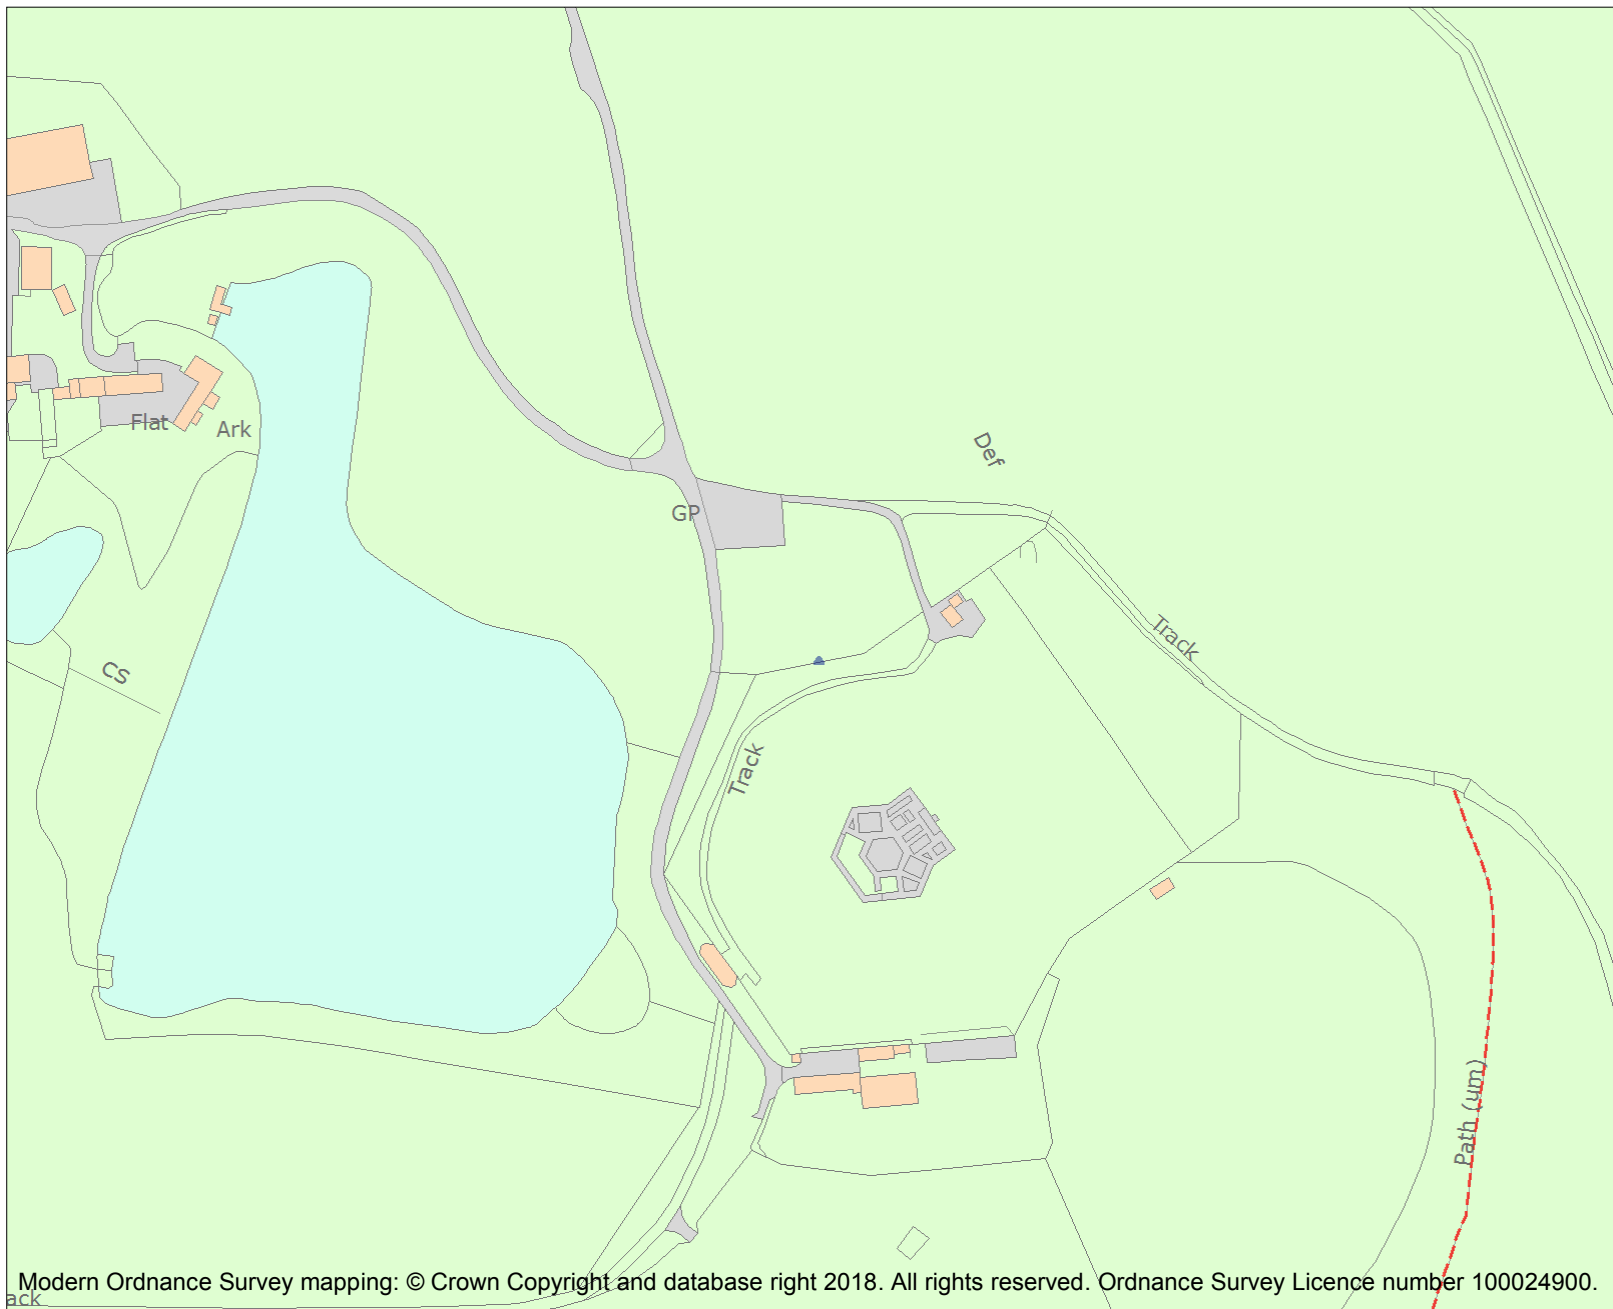 Flat
Ark
Def
GP
Track
CS
Track
Path (um)
Modern Ordnance Survey mapping: © Crown Copyright and database right 2018. All rights reserved. Ordnance Survey Licence number 100024900.
ack